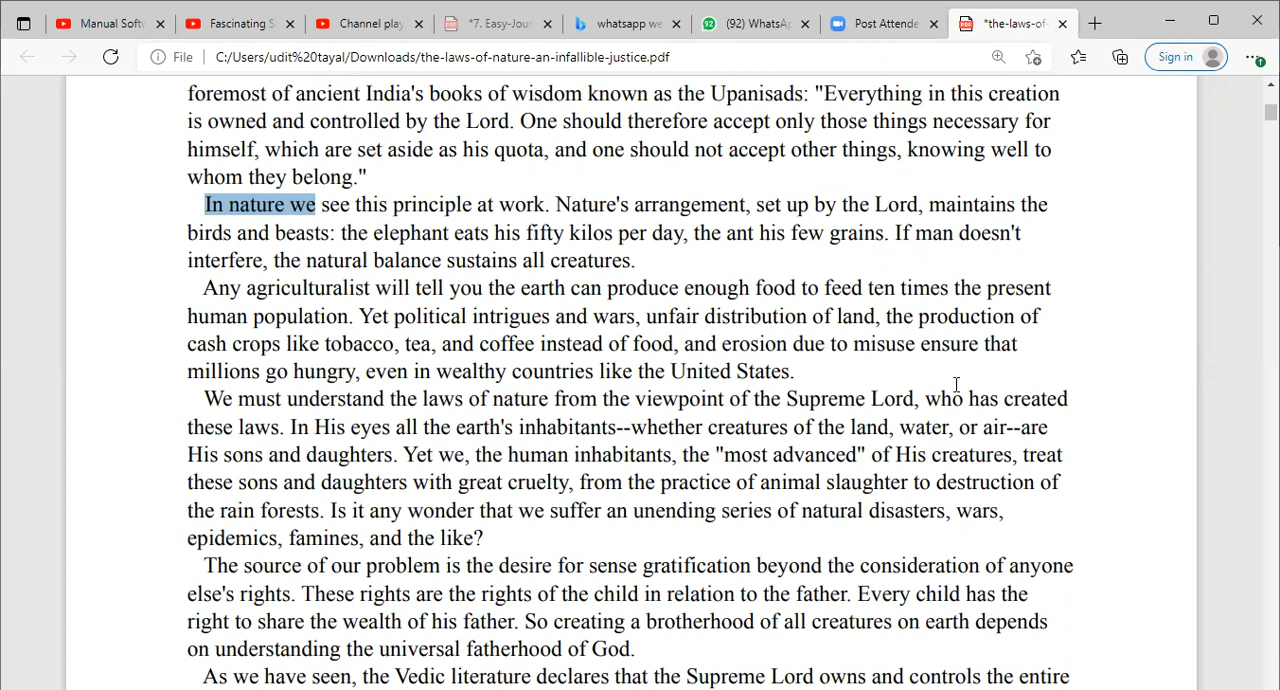 Manual Softw
Fascinating S
Channel play
*7. Easy-Jour
whatsapp we
(92) WhatsAp
Post Attende
*the-laws-of-
File
C:/Users/udit%20tayal/Downloads/the-laws-of-nature-an-infallible-justice.pdf
Sign in
foremost of ancient India's books of wisdom known as the Upanisads: "Everything in this creation
is owned and controlled by the Lord. One should therefore accept only those things necessary for
himself, which are set aside as his quota, and one should not accept other things, knowing well to
whom they belong."
In nature we see this principle at work. Nature's arrangement, set up by the Lord, maintains the
birds and beasts: the elephant eats his fifty kilos per day, the ant his few grains. If man doesn't
interfere, the natural balance sustains all creatures.
Any agriculturalist will tell you the earth can produce enough food to feed ten times the present
human population. Yet political intrigues and wars, unfair distribution of land, the production of
cash crops like tobacco, tea, and coffee instead of food, and erosion due to misuse ensure that
millions go hungry, even in wealthy countries like the United States.
We must understand the laws of nature from the viewpoint of the Supreme Lord, who has created
these laws. In His eyes all the earth's inhabitants--whether creatures of the land, water, or air--are
His sons and daughters. Yet we, the human inhabitants, the "most advanced" of His creatures, treat
these sons and daughters with great cruelty, from the practice of animal slaughter to destruction of
the rain forests. Is it any wonder that we suffer an unending series of natural disasters, wars,
epidemics, famines, and the like?
The source of our problem is the desire for sense gratification beyond the consideration of anyone
else's rights. These rights are the rights of the child in relation to the father. Every child has the
right to share the wealth of his father. So creating a brotherhood of all creatures on earth depends
on understanding the universal fatherhood of God.
As we have seen, the Vedic literature declares that the Supreme Lord owns and controls the entire